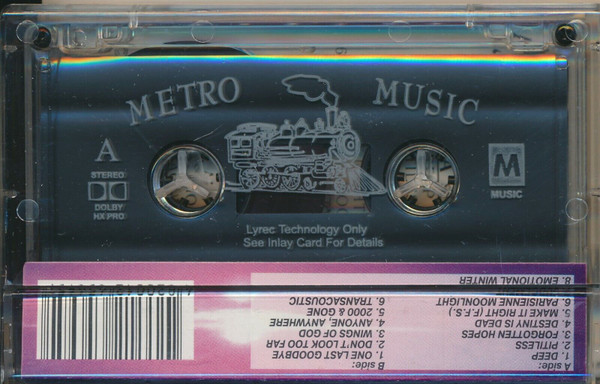 METRO MUSIC
A
STEREO
DOLBY
HX PRO
M
MUSIC
Lyrec Technology Only
See Inlay Card For Details
A side:
1. DEEP
2. PITILESS
3. FORGOTTEN HOPES
4. DESTINY IS DEAD
5. MAKE IT RIGHT (F.F.S.)
6. PARISIENNE MOONLIGHT
8. EMOTIONAL WINTER
B side:
1. ONE LAST GOODBYE
2. DON'T LOOK TOO FAR
3. WINGS OF GOD
4. ANYONE, ANYWHERE
5. 2000 & GONE
6. TRANSACOUSTIC